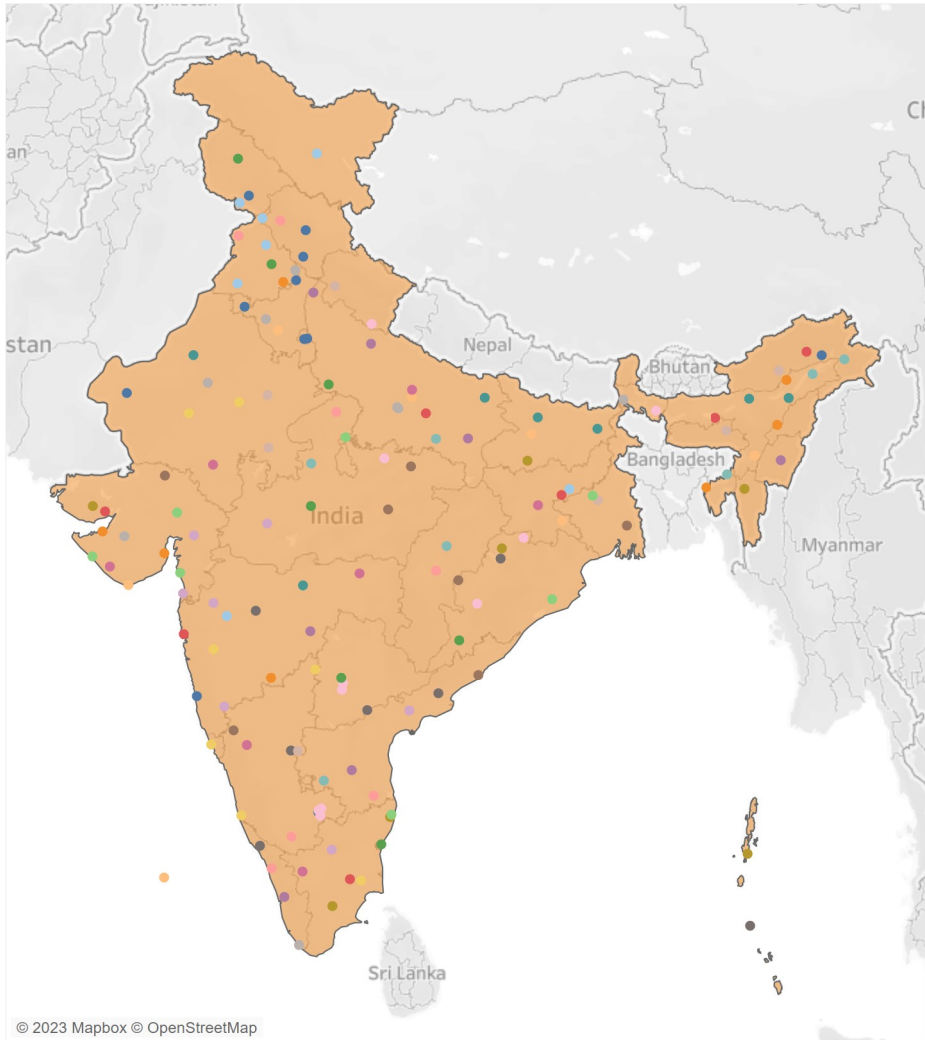 an
Ch
stan
Nepal
Bhutan
Bangladesh
India
Myanmar
Sri Lanka
© 2023 Mapbox © OpenStreetMap